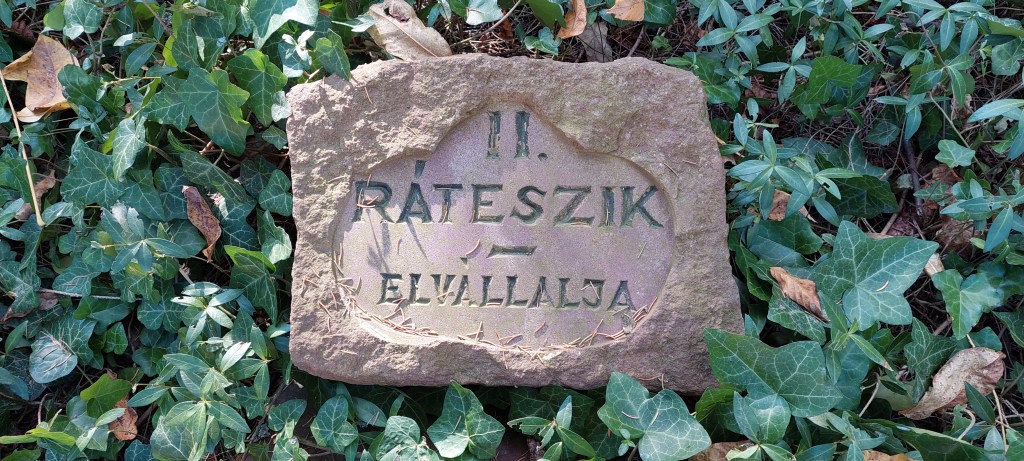 II.
RÁTESZIK
–
ELVÁLLALJA